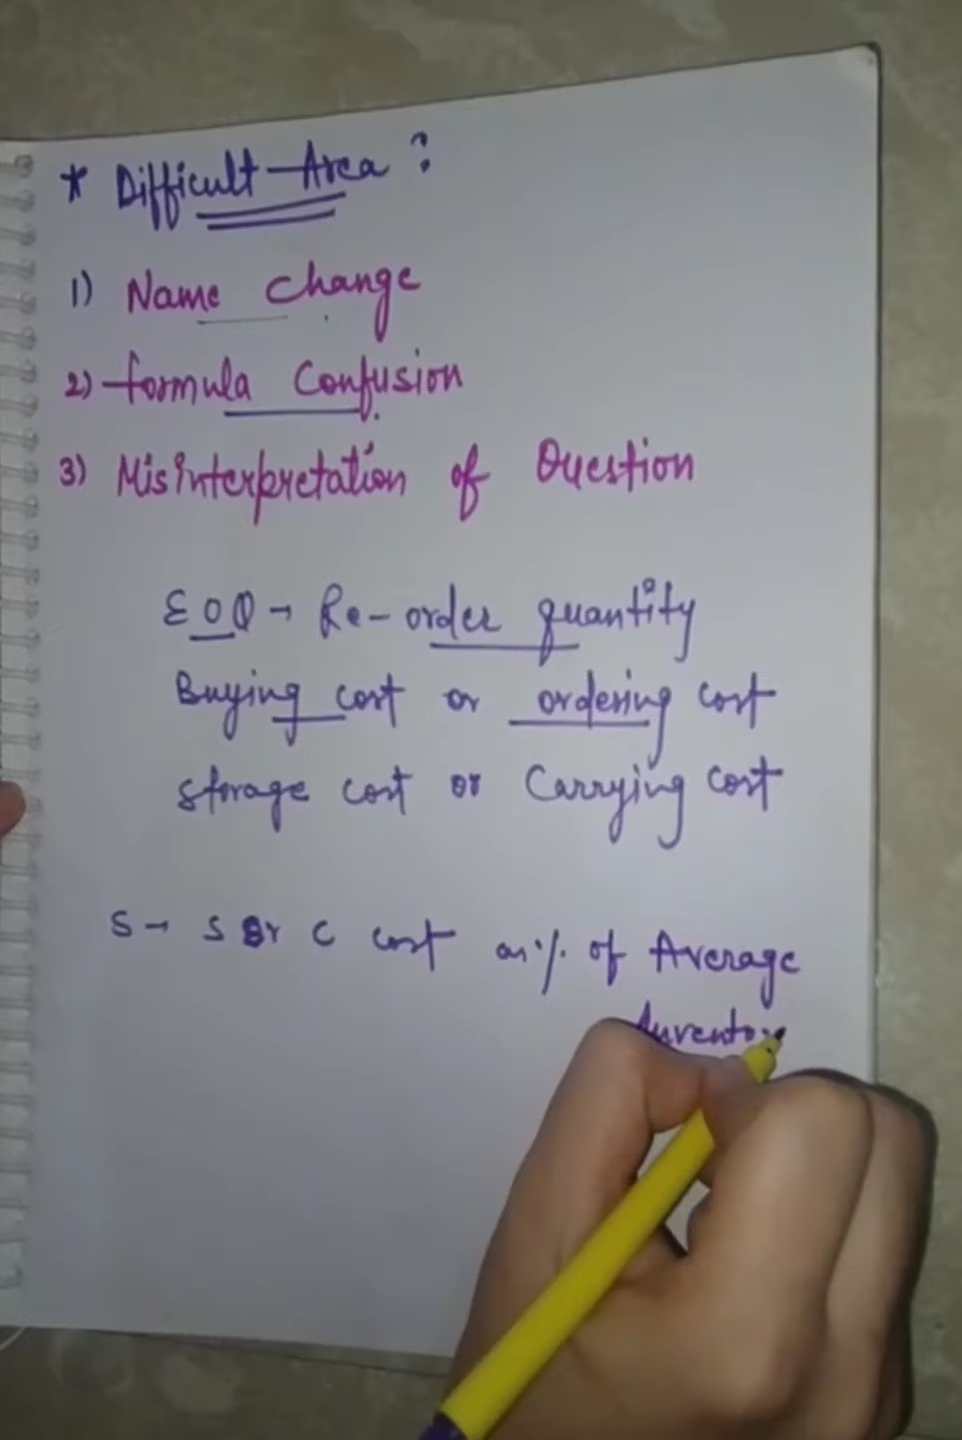 * Difficult Area :
1) Name change
2) formula Confusion
3) Misinterpretation of Question
EOQ → Re-order quantity
Buying cost or ordering cost
Storage cost or Carrying cost
S → S or C cost as % of Average
Invento